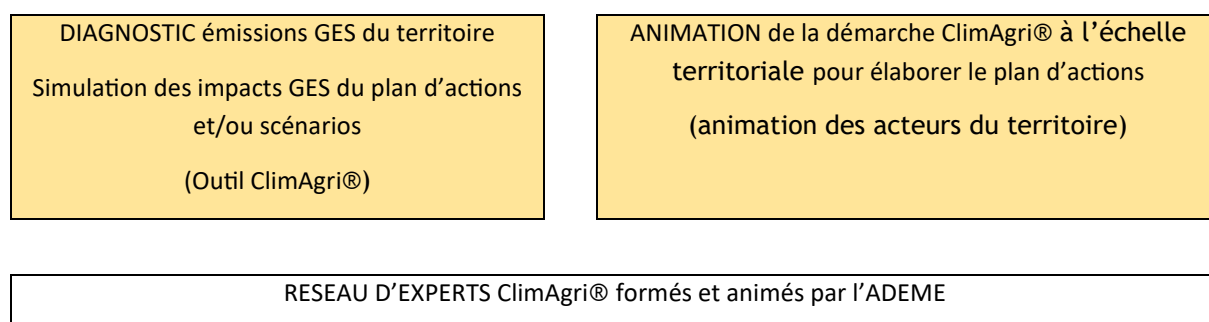 DIAGNOSTIC émissions GES du territoire
Simulation des impacts GES du plan d’actions
et/ou scénarios
(Outil ClimAgri®)
ANIMATION de la démarche ClimAgri® à l’échelle
territoriale pour élaborer le plan d’actions
(animation des acteurs du territoire)
RESEAU D’EXPERTS ClimAgri® formés et animés par l’ADEME